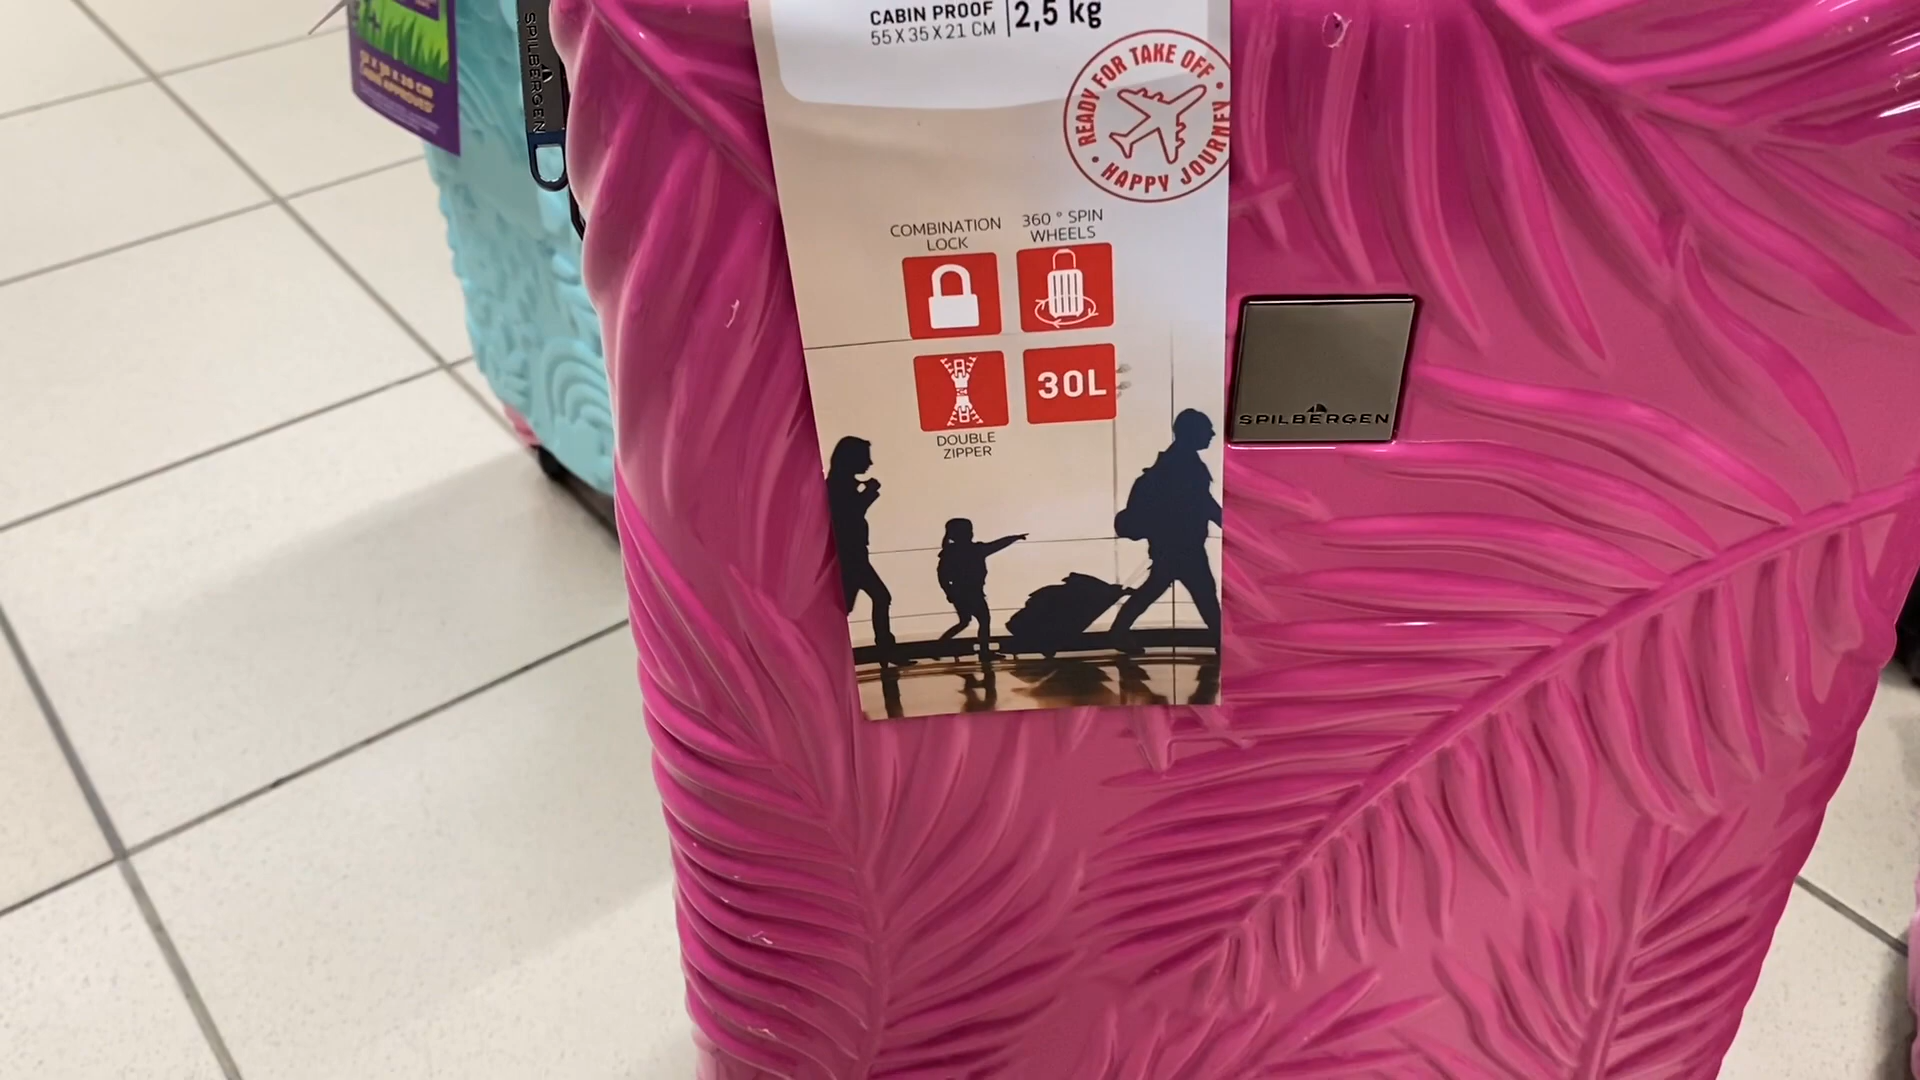 CABIN PROOF
55 X 35 X 21 CM
2,5 kg
READY FOR TAKE OFF
HAPPY JOURNEY
COMBINATION
LOCK
360 ° SPIN
WHEELS
30L
DOUBLE
ZIPPER
SPILBERGEN
SPILBERGEN